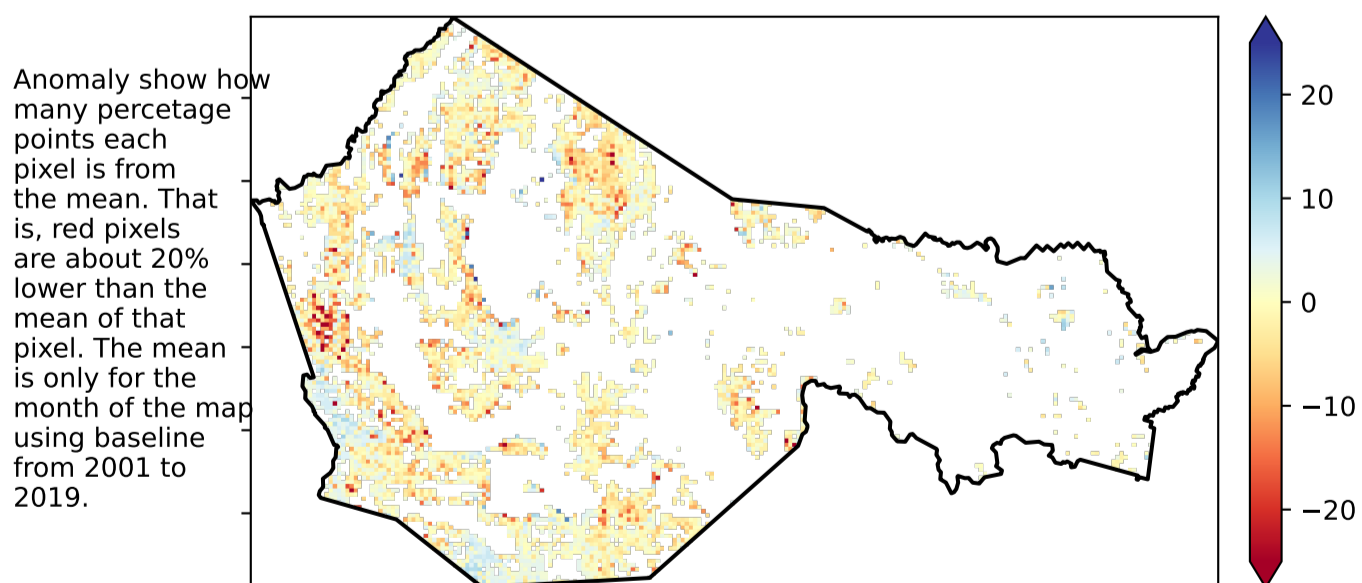 Anomaly show how
many percetage
points each
pixel is from
the mean. That
is, red pixels
are about 20%
lower than the
mean of that
pixel. The mean
is only for the
month of the map
using baseline
from 2001 to
2019.
20
10
0
−10
−20